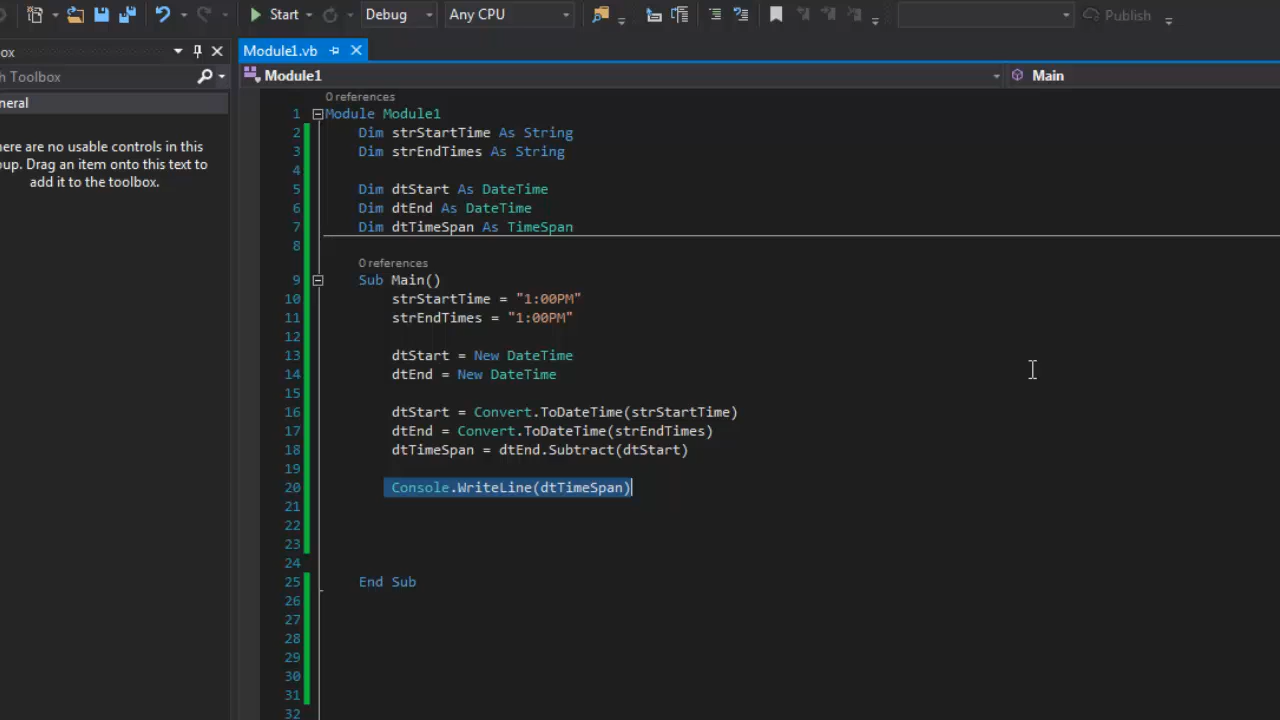 Start
Debug
Any CPU
Publish
ox
Module1.vb
h Toolbox
Module1
Main
neral
0 references
1 Module Module1
2 Dim strStartTime As String
3 Dim strEndTimes As String
4
5 Dim dtStart As DateTime
6 Dim dtEnd As DateTime
7 Dim dtTimeSpan As TimeSpan
8
0 references
9 Sub Main()
10 strStartTime = "1:00PM"
11 strEndTimes = "1:00PM"
12
13 dtStart = New DateTime
14 dtEnd = New DateTime
15
16 dtStart = Convert.ToDateTime(strStartTime)
17 dtEnd = Convert.ToDateTime(strEndTimes)
18 dtTimeSpan = dtEnd.Subtract(dtStart)
19
20 Console.WriteLine(dtTimeSpan)
21
22
23
24
25 End Sub
26
27
28
29
30
31
32
here are no usable controls in this
oup. Drag an item onto this text to
add it to the toolbox.